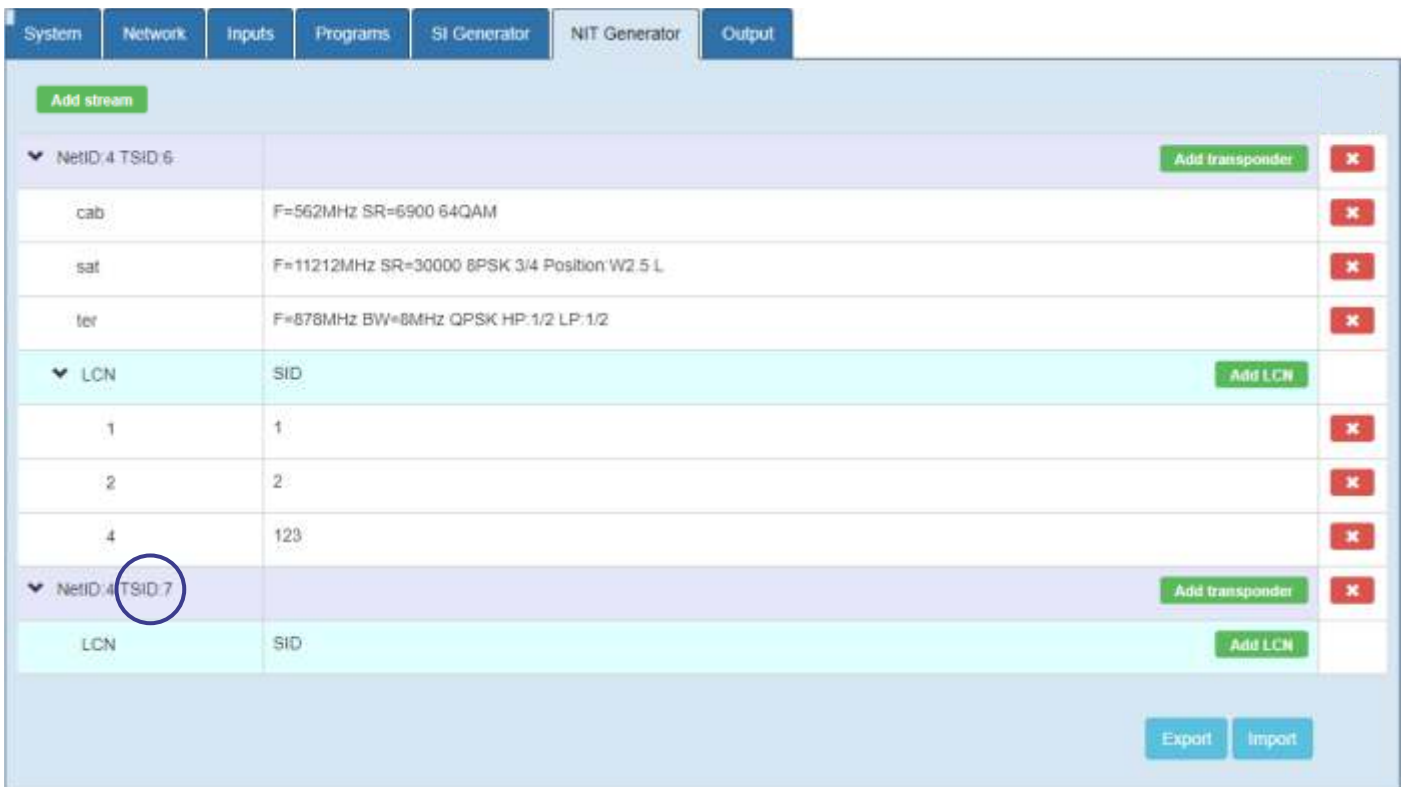 System Network Inputs Programs SI Generator NIT Generator Output
Add stream
NetID:4 TSID:6 Add transponder
cab F=562MHz SR=6900 64QAM
sat F=11212MHz SR=30000 8PSK 3/4 Position:W2.5 L
ter F=878MHz BW=8MHz QPSK HP:1/2 LP:1/2
LCN SID Add LCN
1 1
2 2
4 123
NetID:4 TSID:7 Add transponder
LCN SID Add LCN
Export Import